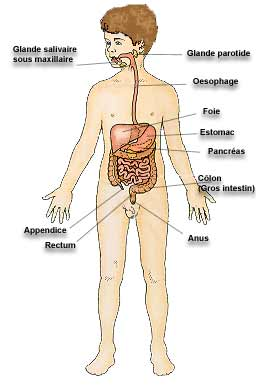 Glande salivaire
sous maxillaire
Glande parotide
Oesophage
Foie
Estomac
Pancréas
Côlon
(Gros intestin)
Appendice
Rectum
Anus